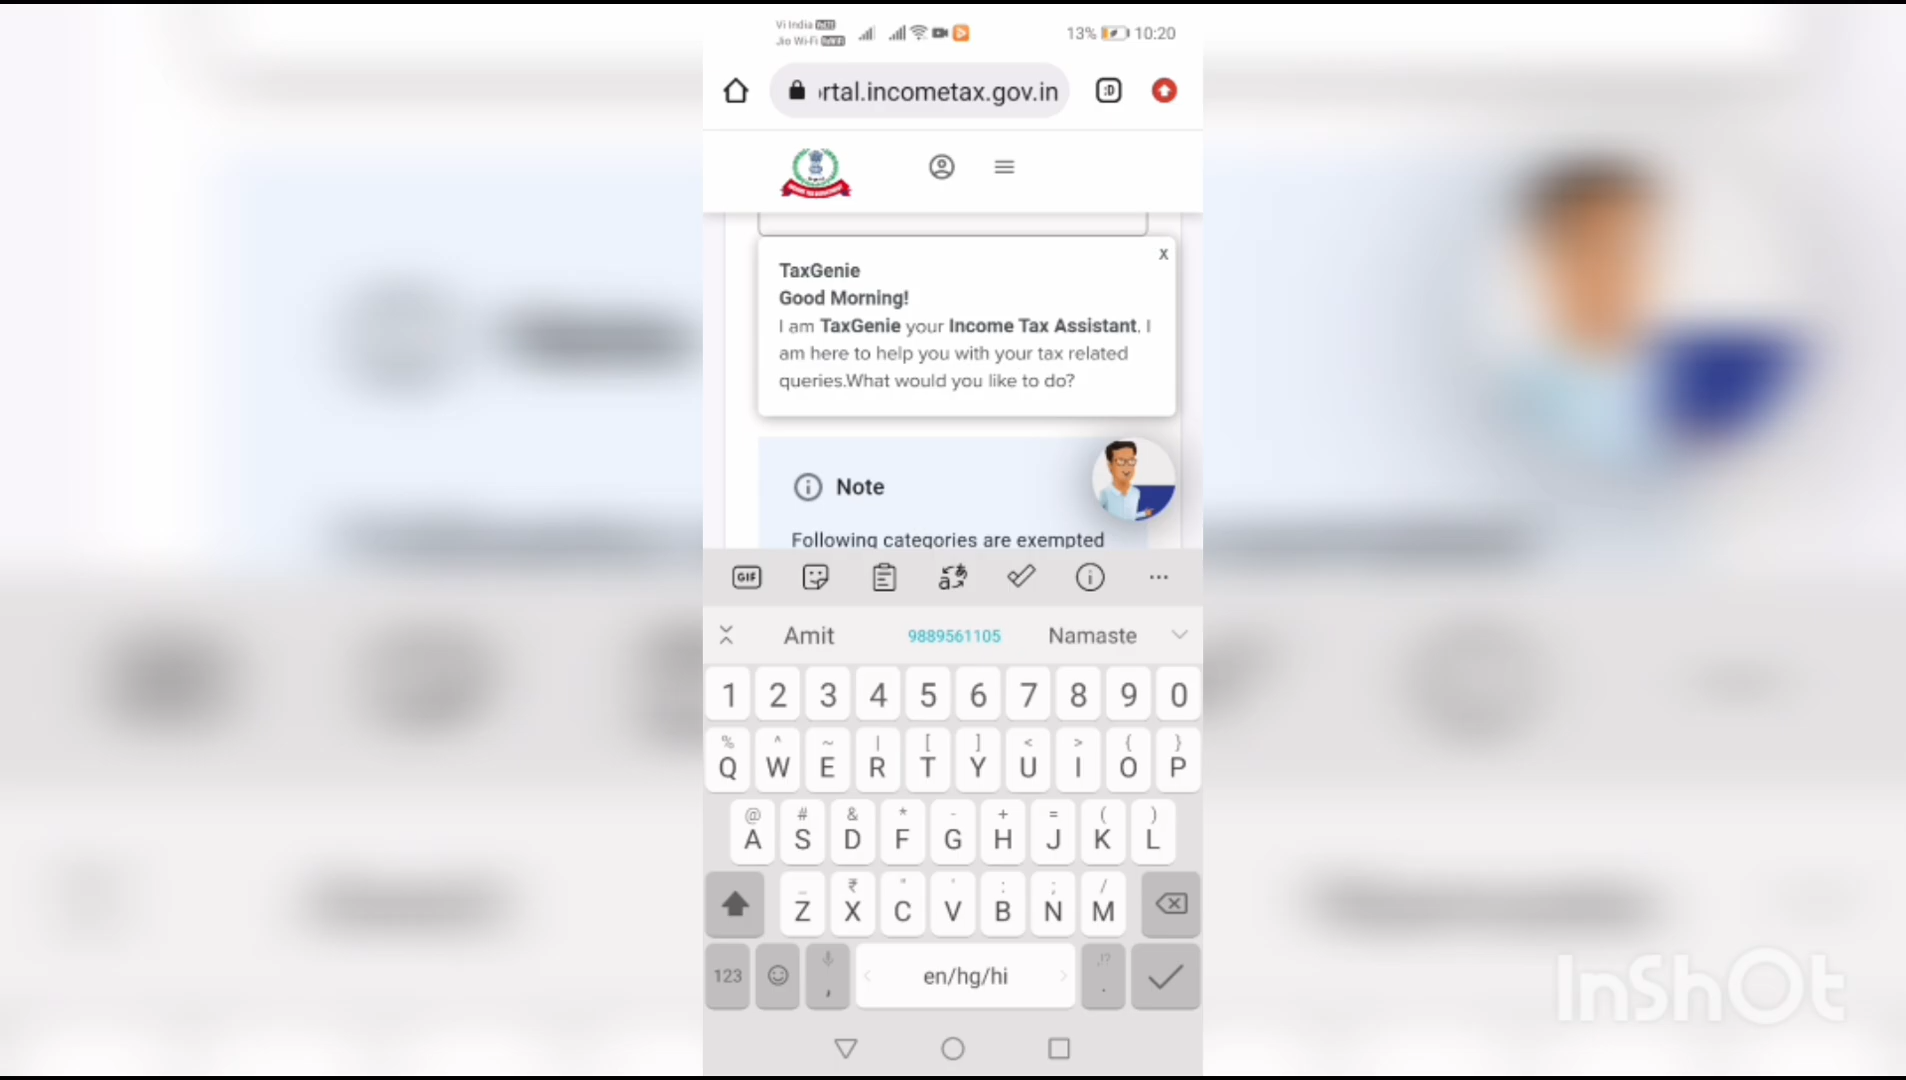 Vi India VoLTE
Jio Wi-Fi VoWiFi
13% 10:20
rtal.incometax.gov.in
:D
TaxGenie
x
Good Morning!
I am TaxGenie your Income Tax Assistant. I
am here to help you with your tax related
queries.What would you like to do?
Note
Following categories are exempted
GIF
Amit 9889561105 Namaste
1 2 3 4 5 6 7 8 9 0
% ^ ~ | [ ] < > { }
Q W E R T Y U I O P
@ # & * - + = ( )
A S D F G H J K L
_ ₹ " ' : ; /
Z X C V B N M
123 , en/hg/hi ,!? .
InShOt